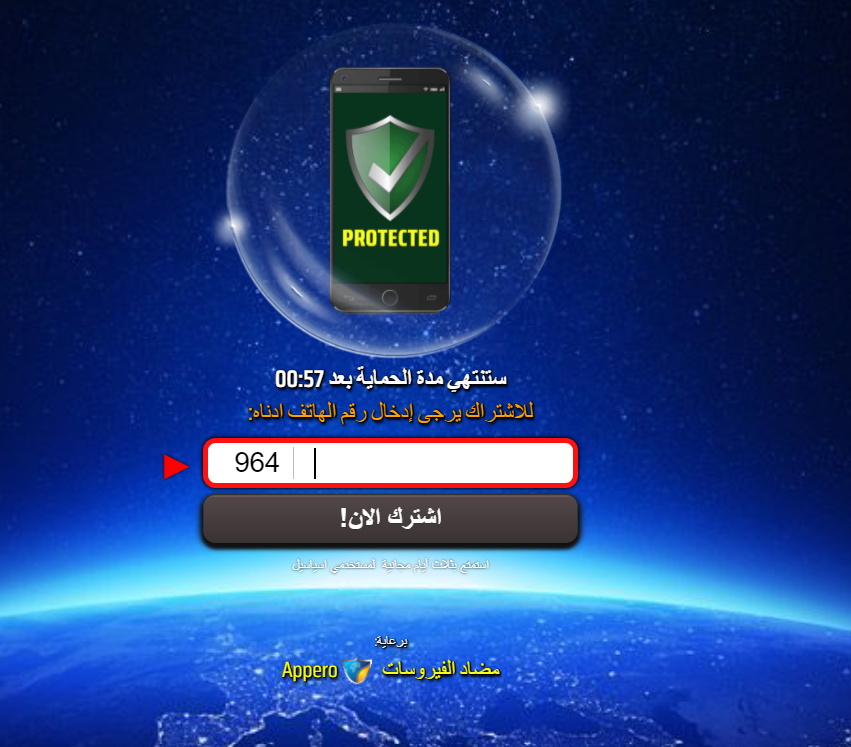 PROTECTED
ستنتهي مدة الحماية بعد 00:57
للاشتراك يرجى إدخال رقم الهاتف ادناه:
964
اشترك الان!
استمتع بثلاث أيام مجانية لمستخدمي اسياسيل
برعاية:
مضاد الفيروسات Appero